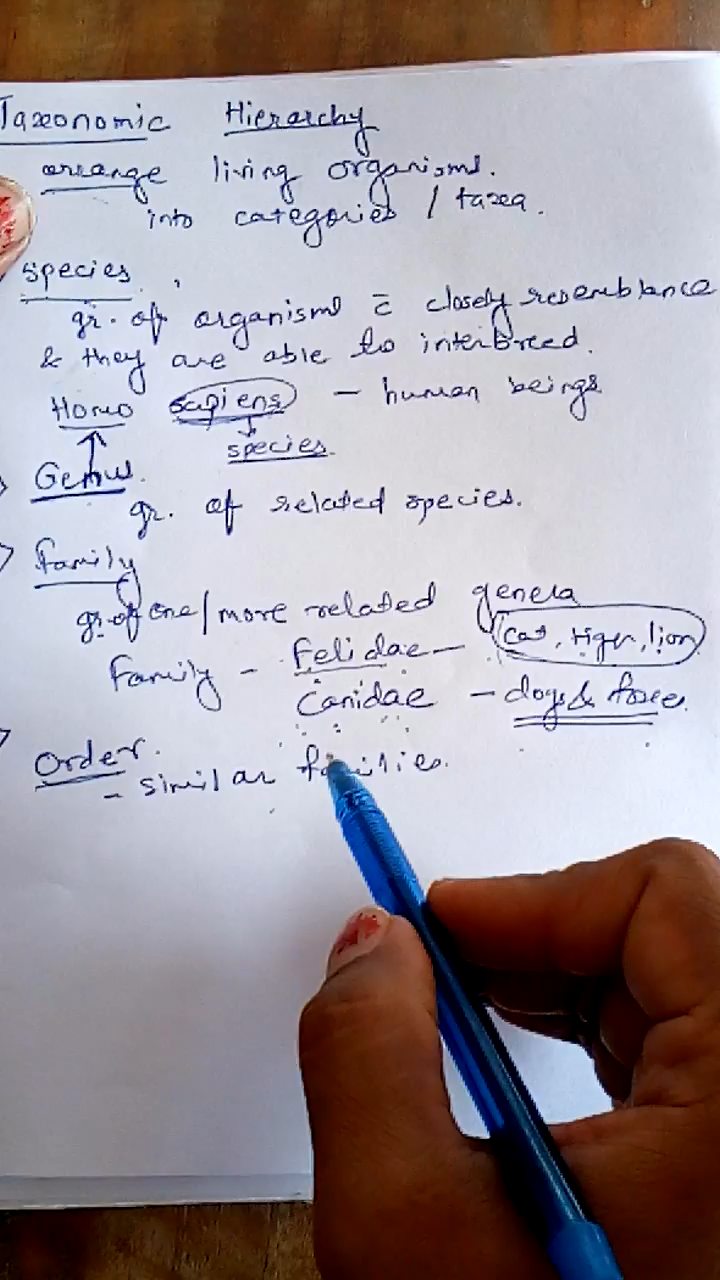 Taxonomic Hierarchy
arrange living organisms.
into categories / taxa.
Species
gr. of organisms c̄ closely resemblance
& they are able to interbreed.
Homo sapiens – human beings
species.
Genus.
gr. of related species.
Family
gr. of one/more related genera
Family – Felidae – cat, tiger, lion
Canidae – dogs & foxes.
Order.
– similar families.